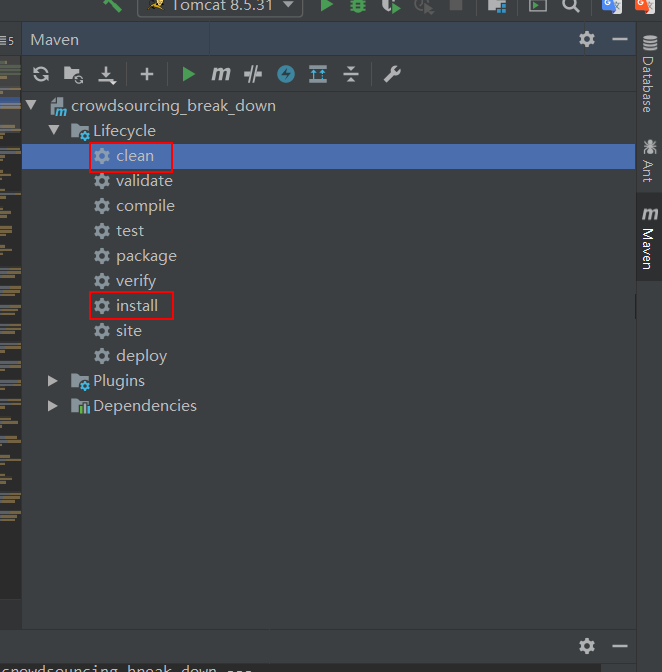 Tomcat 8.5.31
5
Maven
crowdsourcing_break_down
Lifecycle
clean
validate
compile
test
package
verify
install
site
deploy
Plugins
Dependencies
Database
Ant
Maven
crowdsourcing_break_down ---